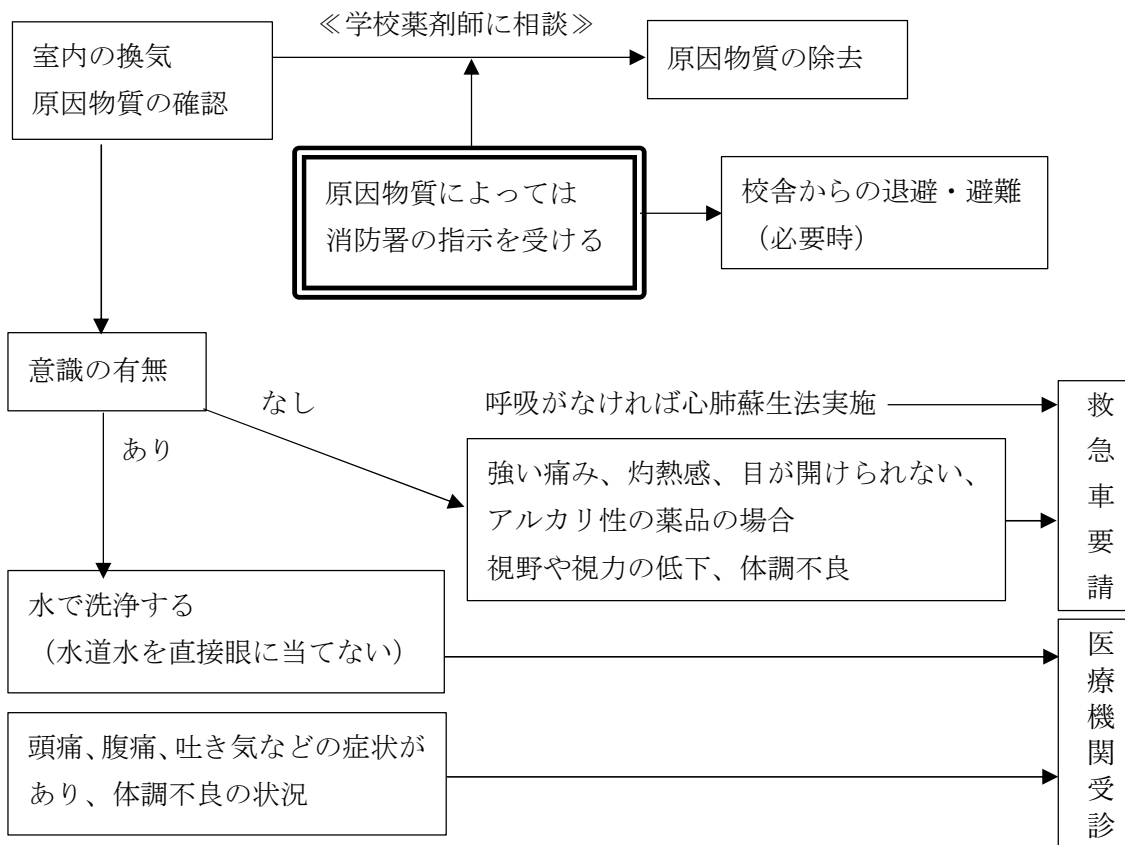 ≪学校薬剤師に相談≫
室内の換気
原因物質の確認
原因物質の除去
原因物質によっては
消防署の指示を受ける
校舎からの退避・避難
（必要時）
意識の有無
なし
あり
呼吸がなければ心肺蘇生法実施
救急車要請
強い痛み、灼熱感、目が開けられない、
アルカリ性の薬品の場合
視野や視力の低下、体調不良
水で洗浄する
（水道水を直接眼に当てない）
医療機関受診
頭痛、腹痛、吐き気などの症状が
あり、体調不良の状況